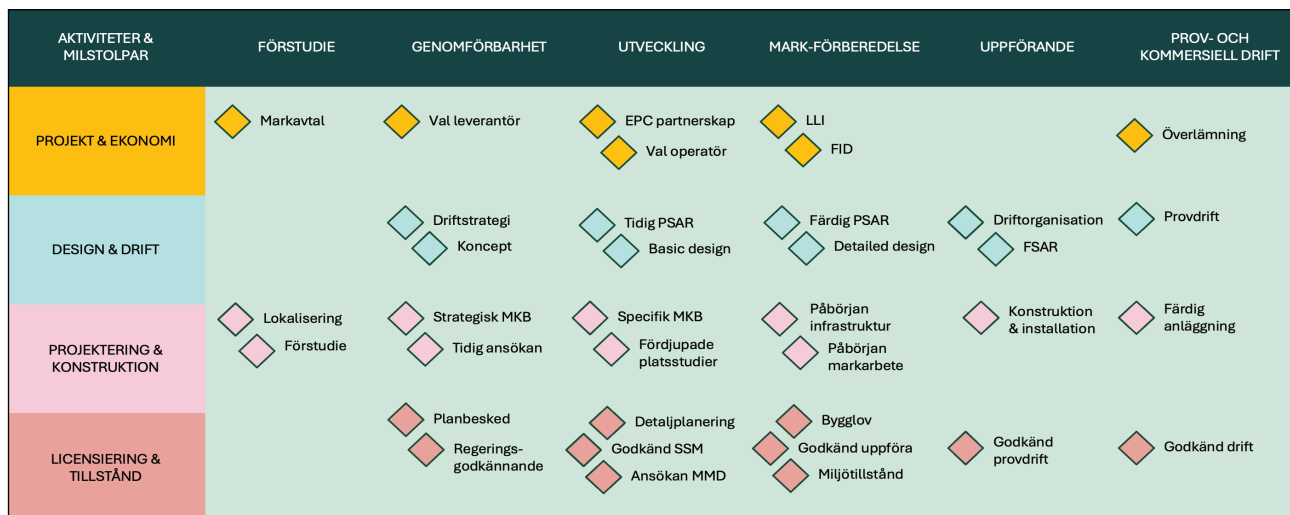 AKTIVITETER &
MILSTOLPAR
FÖRSTUDIE
GENOMFÖRBARHET
UTVECKLING
MARK-FÖRBEREDELSE
UPPFÖRANDE
PROV- OCH
KOMMERSIELL DRIFT
PROJEKT & EKONOMI
Markavtal
Val leverantör
EPC partnerskap
Val operatör
LLI
FID
Överlämning
DESIGN & DRIFT
Driftstrategi
Koncept
Tidig PSAR
Basic design
Färdig PSAR
Detailed design
Driftorganisation
FSAR
Provdrift
PROJEKTERING &
KONSTRUKTION
Lokalisering
Förstudie
Strategisk MKB
Tidig ansökan
Specifik MKB
Fördjupade
platsstudier
Påbörjan
infrastruktur
Påbörjan
markarbete
Konstruktion
& installation
Färdig
anläggning
LICENSIERING &
TILLSTÅND
Planbesked
Regerings-
godkännande
Detaljplanering
Godkänd SSM
Ansökan MMD
Bygglov
Godkänd uppföra
Miljötillstånd
Godkänd
provdrift
Godkänd drift